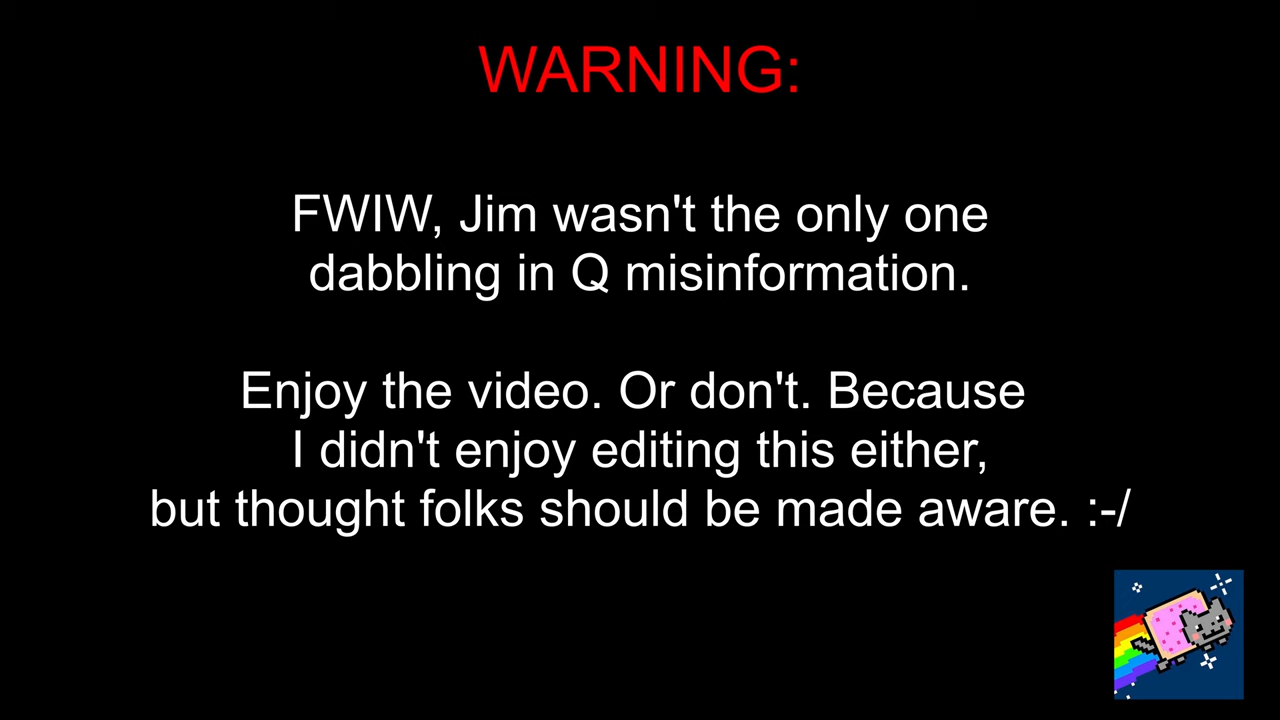 WARNING:
FWIW, Jim wasn't the only one
dabbling in Q misinformation.
Enjoy the video. Or don't. Because
I didn't enjoy editing this either,
but thought folks should be made aware. :-/